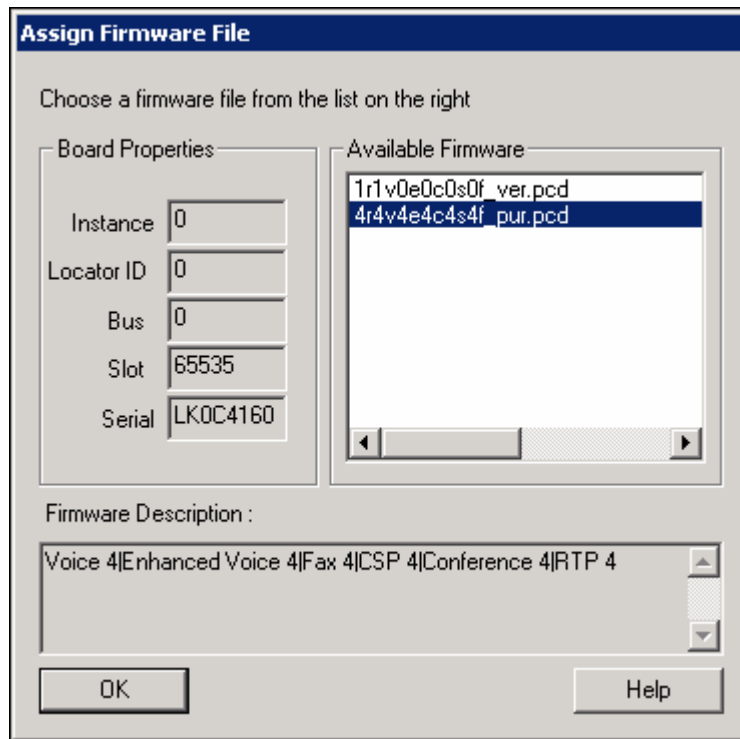 Assign Firmware File
Choose a firmware file from the list on the right
Board Properties
Instance 0
Locator ID 0
Bus 0
Slot 65535
Serial LK0C4160
Available Firmware
1r1v0e0c0s0f_ver.pcd
4r4v4e4c4s4f_pur.pcd
Firmware Description :
Voice 4|Enhanced Voice 4|Fax 4|CSP 4|Conference 4|RTP 4
OK
Help